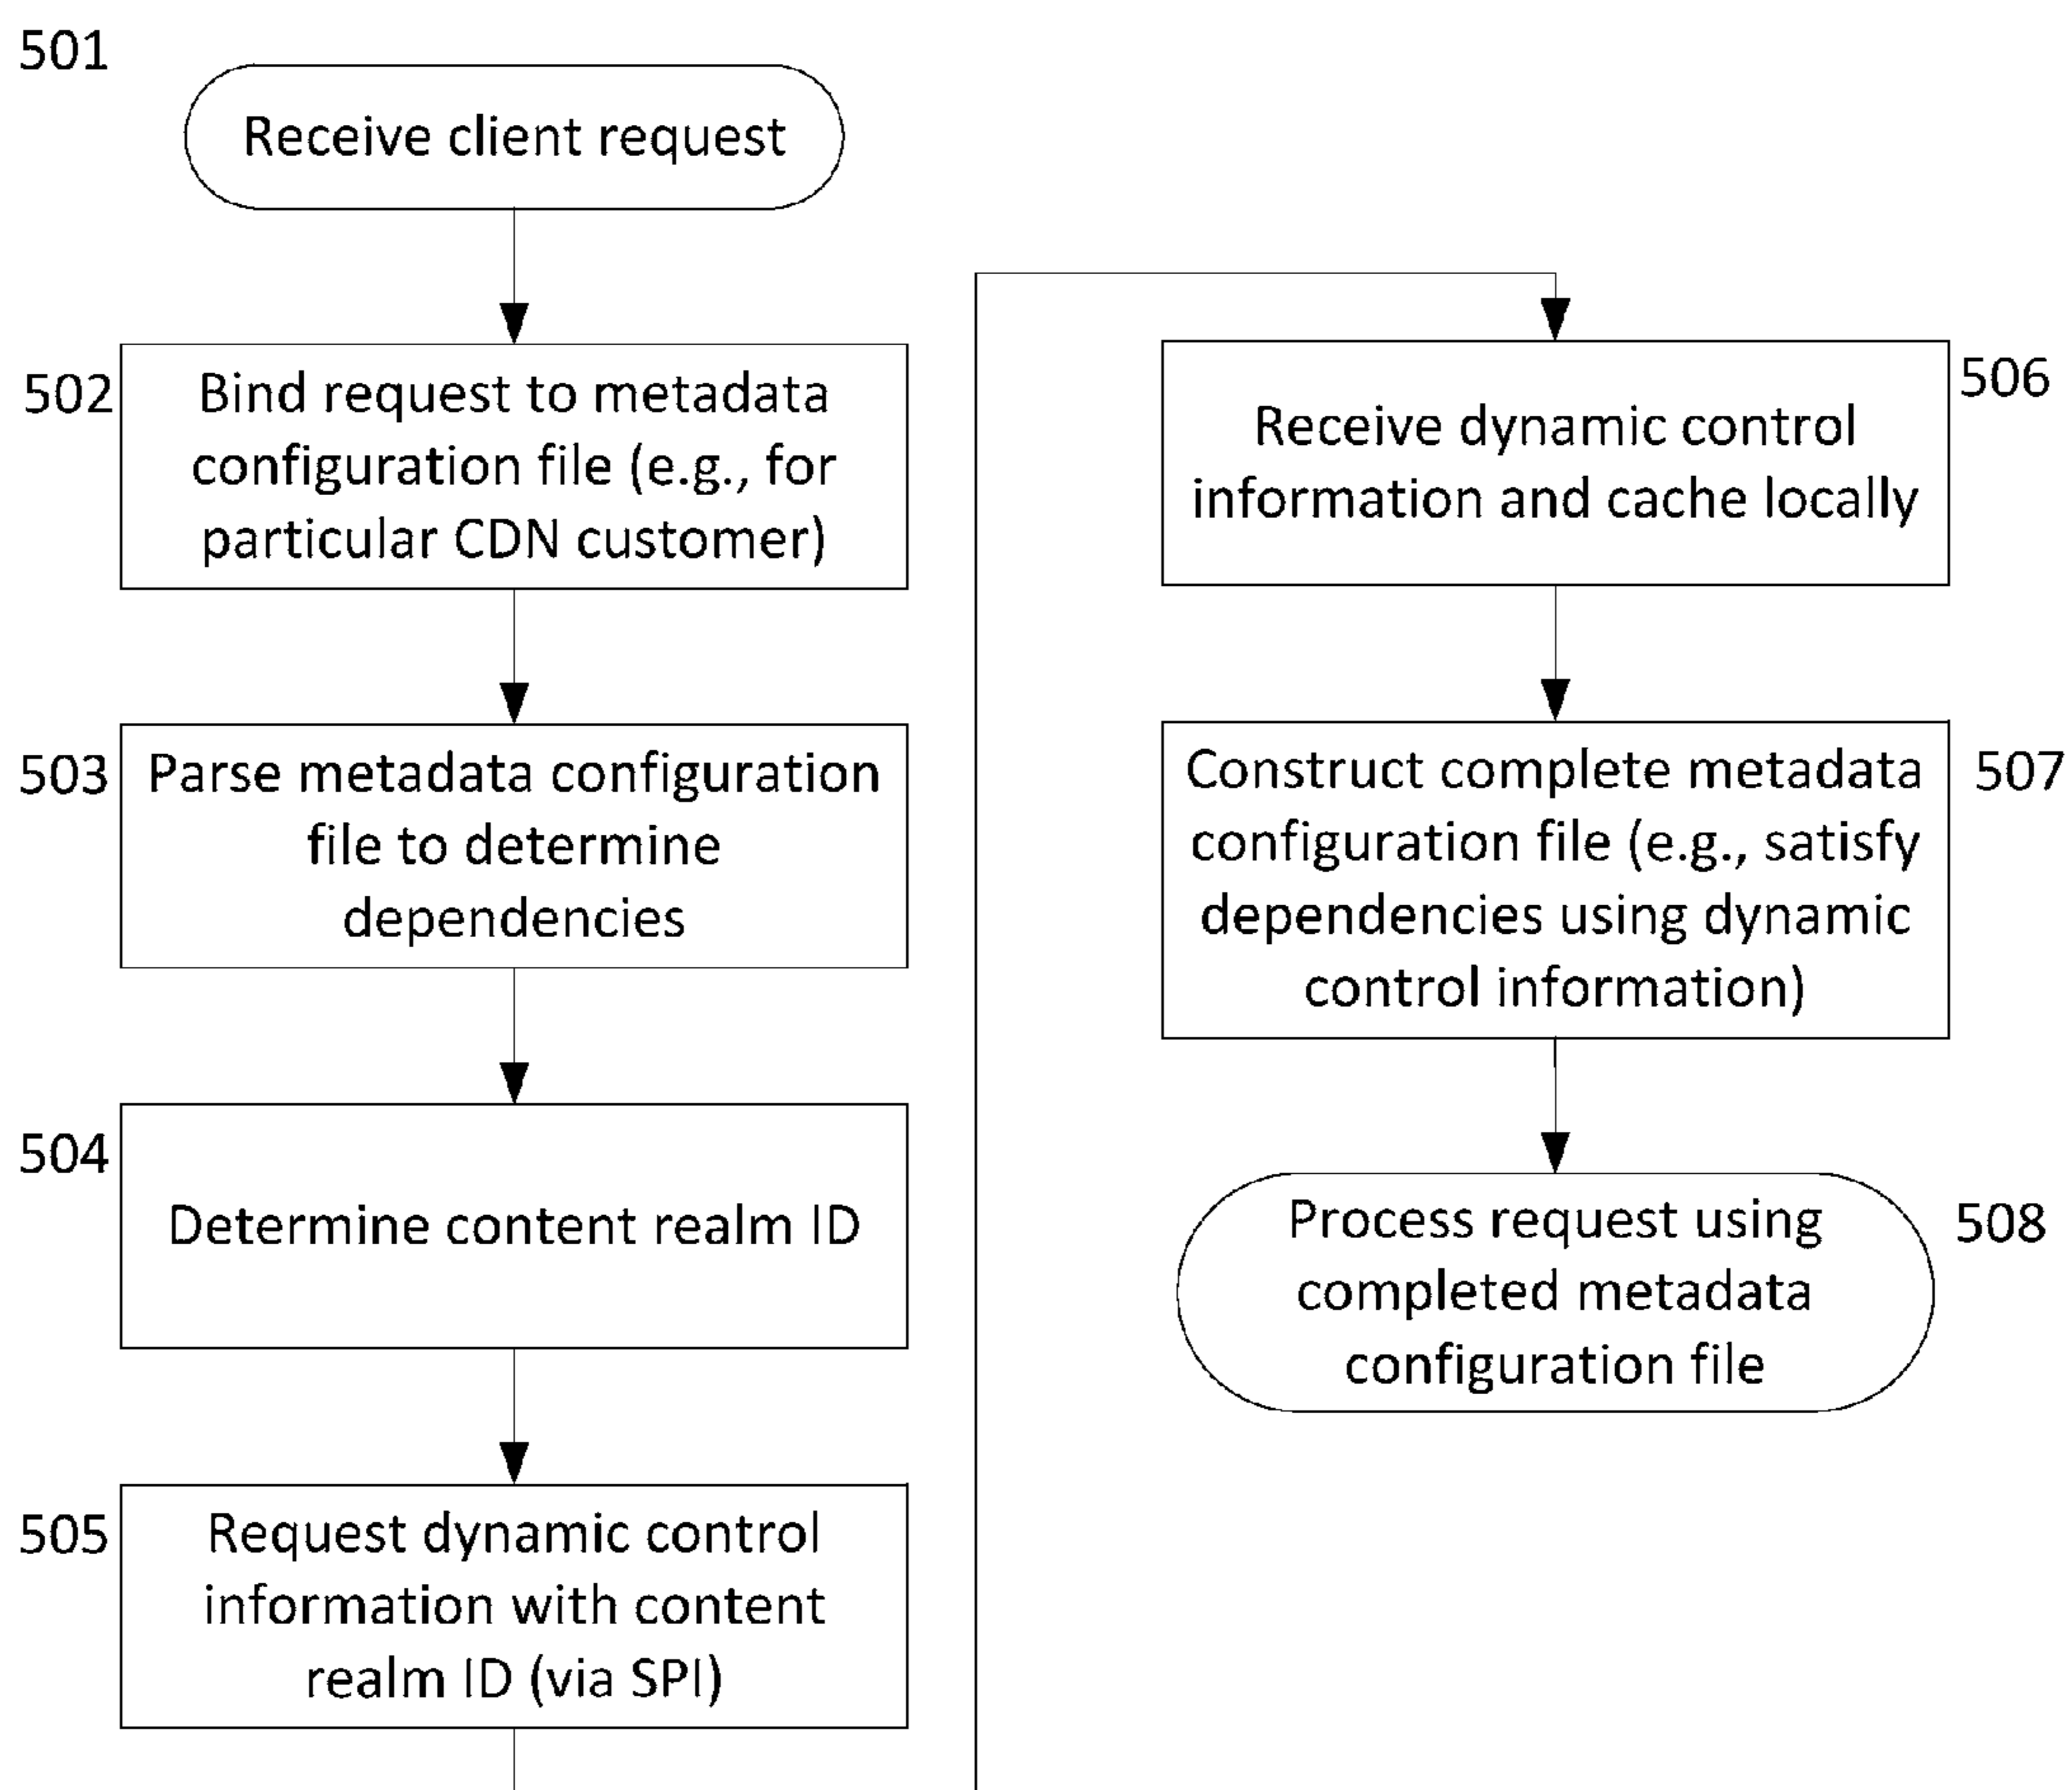 501
Receive client request
502
Bind request to metadata
configuration file (e.g., for
particular CDN customer)
503
Parse metadata configuration
file to determine
dependencies
504
Determine content realm ID
505
Request dynamic control
information with content
realm ID (via SPI)
506
Receive dynamic control
information and cache locally
507
Construct complete metadata
configuration file (e.g., satisfy
dependencies using dynamic
control information)
508
Process request using
completed metadata
configuration file